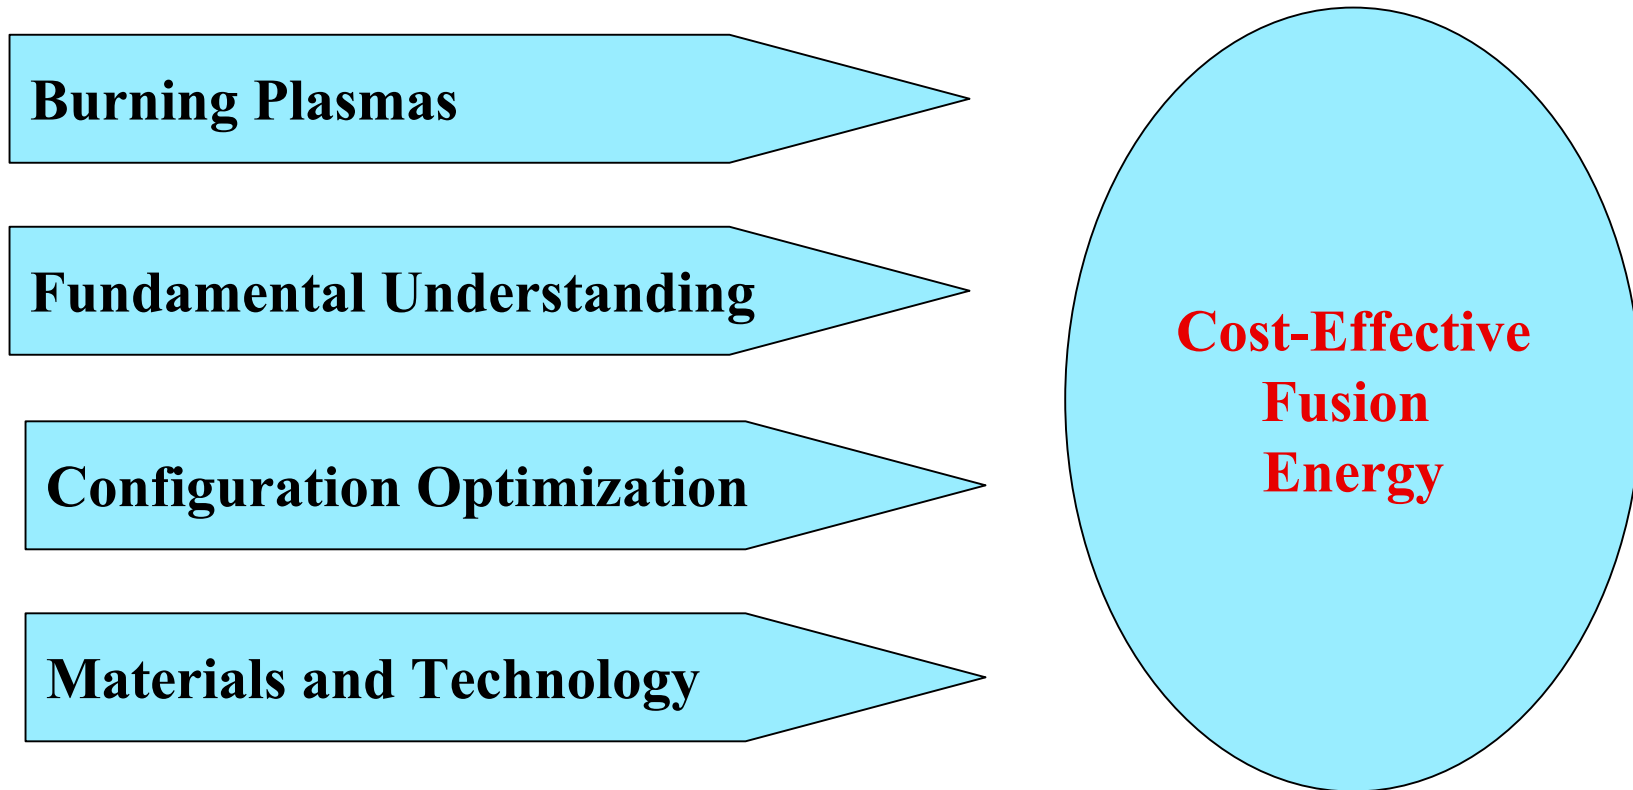 Burning Plasmas
Fundamental Understanding
Configuration Optimization
Materials and Technology
Cost-Effective
Fusion
Energy